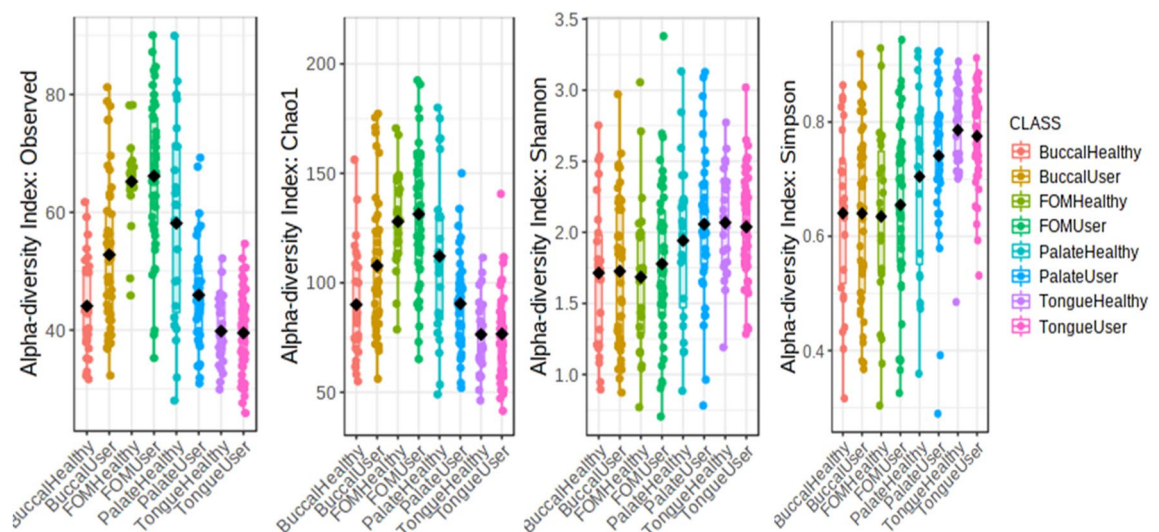 Alpha-diversity Index: Observed
80
60
40
BuccalHealthy
BuccalUser
FOMHealthy
FOMUser
PalateHealthy
PalateUser
TongueHealthy
TongueUser
Alpha-diversity Index: Chao1
200
150
100
50
BuccalHealthy
BuccalUser
FOMHealthy
FOMUser
PalateHealthy
PalateUser
TongueHealthy
TongueUser
Alpha-diversity Index: Shannon
3.5
3.0
2.5
2.0
1.5
1.0
BuccalHealthy
BuccalUser
FOMHealthy
FOMUser
PalateHealthy
PalateUser
TongueHealthy
TongueUser
Alpha-diversity Index: Simpson
0.8
0.6
0.4
BuccalHealthy
BuccalUser
FOMHealthy
FOMUser
PalateHealthy
PalateUser
TongueHealthy
TongueUser
CLASS
BuccalHealthy
BuccalUser
FOMHealthy
FOMUser
PalateHealthy
PalateUser
TongueHealthy
TongueUser